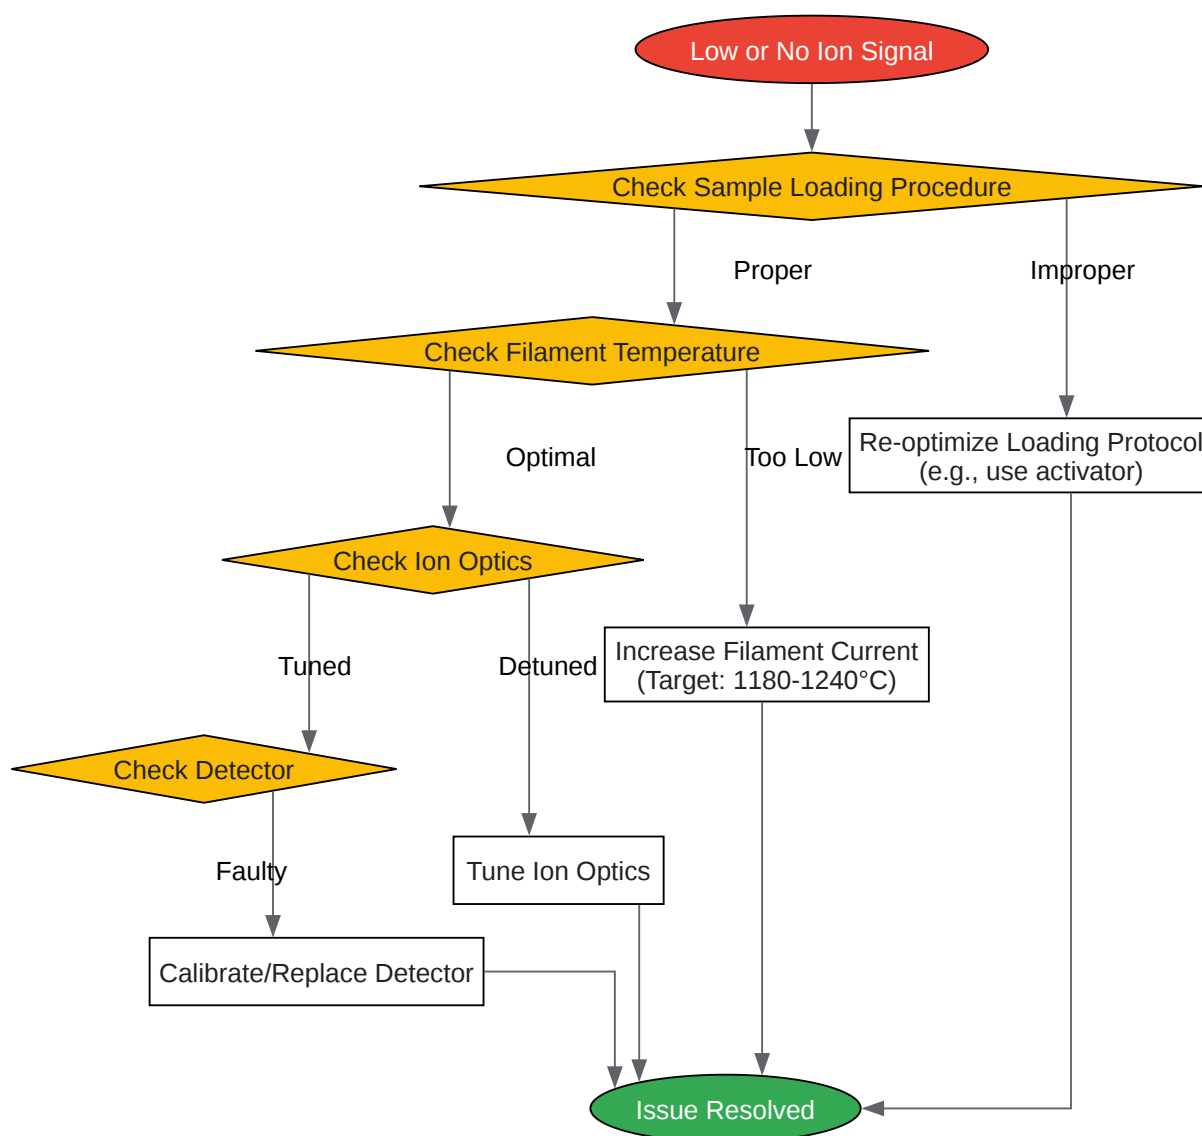 Low or No Ion Signal
Check Sample Loading Procedure
Proper
Improper
Check Filament Temperature
Optimal
Too Low
Re-optimize Loading Protocol
(e.g., use activator)
Check Ion Optics
Tuned
Detuned
Increase Filament Current
(Target: 1180-1240°C)
Check Detector
Faulty
Tune Ion Optics
Calibrate/Replace Detector
Issue Resolved